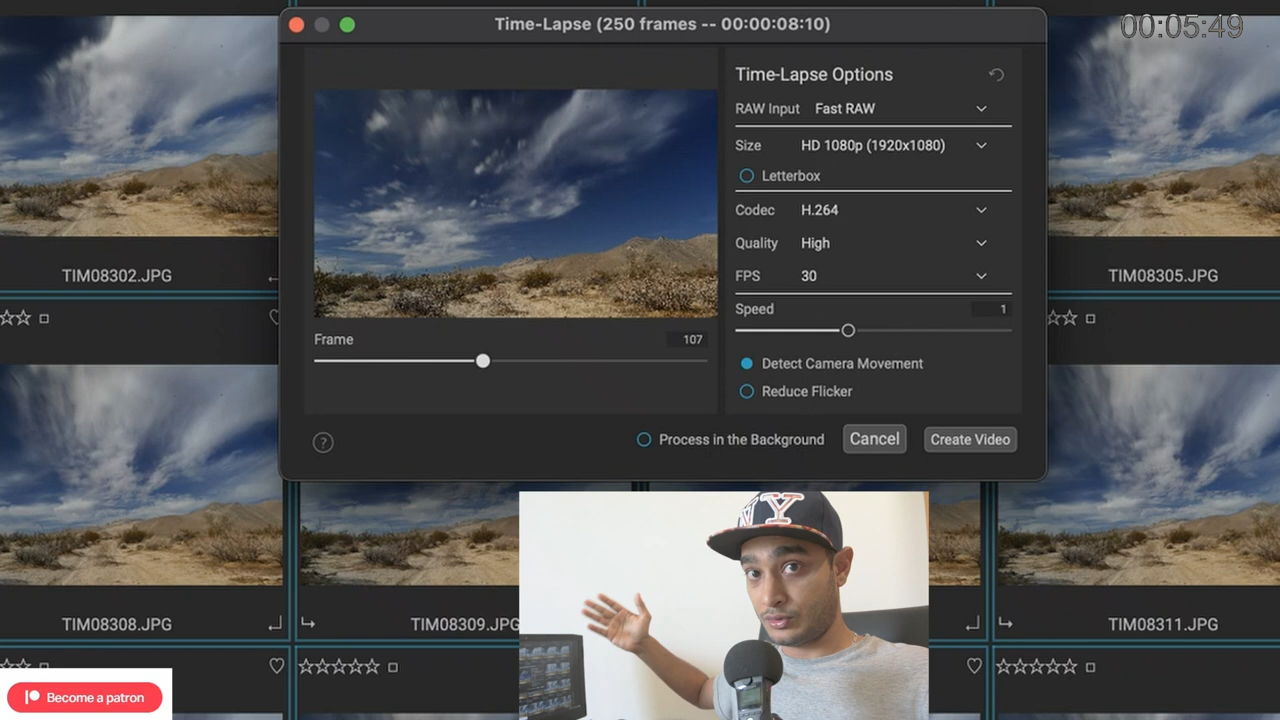 Time-Lapse (250 frames -- 00:00:08:10)
00:05:49
Time-Lapse Options
RAW Input Fast RAW
Size HD 1080p (1920x1080)
Letterbox
Codec H.264
Quality High
FPS 30
Speed 1
Detect Camera Movement
Reduce Flicker
Frame 107
?
Process in the Background
Cancel
Create Video
TIM08302.JPG
TIM08305.JPG
TIM08308.JPG
TIM08309.JPG
TIM08311.JPG
NY
Become a patron